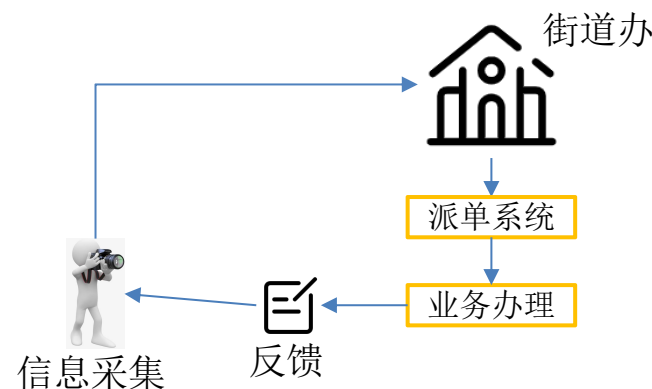 街道办
派单系统
业务办理
反馈
信息采集